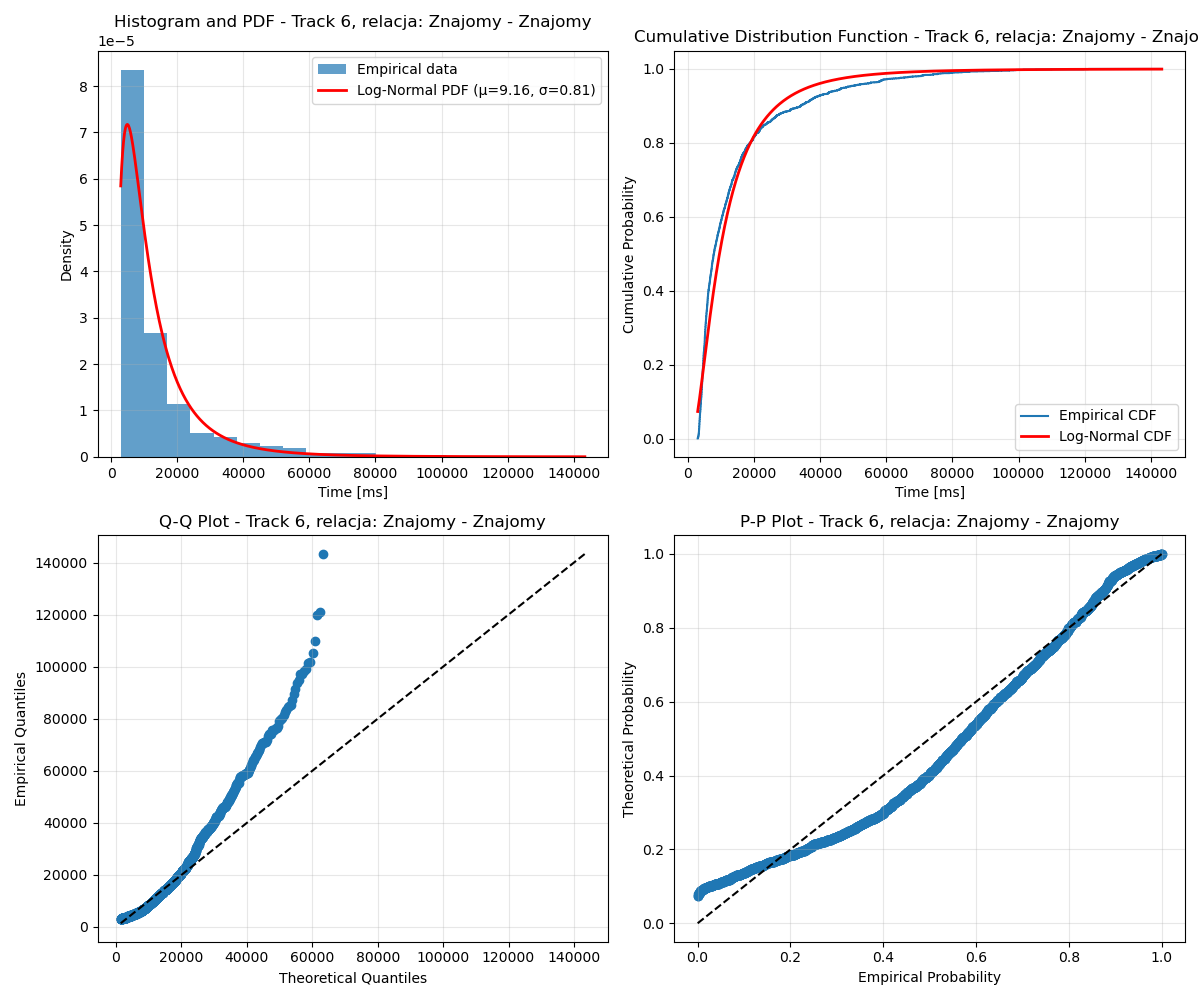 Histogram and PDF - Track 6, relacja: Znajomy - Znajomy
1e−5
8
7
6
5
4
3
2
1
0
Density
Empirical data
Log-Normal PDF (μ=9.16, σ=0.81)
0 20000 40000 60000 80000 100000 120000 140000
Time [ms]
Cumulative Distribution Function - Track 6, relacja: Znajomy - Znajo
1.0
0.8
0.6
0.4
0.2
0.0
Cumulative Probability
Empirical CDF
Log-Normal CDF
0 20000 40000 60000 80000 100000 120000 140000
Time [ms]
Q-Q Plot - Track 6, relacja: Znajomy - Znajomy
140000
120000
100000
80000
60000
40000
20000
0
Empirical Quantiles
0 20000 40000 60000 80000 100000 120000 140000
Theoretical Quantiles
P-P Plot - Track 6, relacja: Znajomy - Znajomy
1.0
0.8
0.6
0.4
0.2
0.0
Theoretical Probability
0.0 0.2 0.4 0.6 0.8 1.0
Empirical Probability